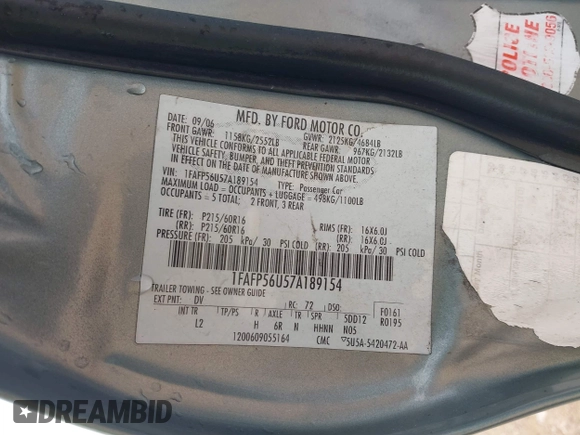 POLICE
MFD. BY FORD MOTOR CO.
DATE: 09/06 GVWR: 2125KG/4684LB
FRONT GAWR: 1158KG/2552LB REAR GAWR: 967KG/2132LB
THIS VEHICLE CONFORMS TO ALL APPLICABLE FEDERAL MOTOR
VEHICLE SAFETY, BUMPER, AND THEFT PREVENTION STANDARDS IN
EFFECT ON THE DATE OF MANUFACTURE SHOWN ABOVE.
VIN: 1FAFP56U57A189154 TYPE: Passenger Car
MAXIMUM LOAD = OCCUPANTS + LUGGAGE = 498KG/1100LB
OCCUPANTS = 5 TOTAL: 2 FRONT, 3 REAR
TIRE (FR): P215/60R16 RIMS (FR): 16X6.0J
(RR): P215/60R16 (RR): 16X6.0J
PRESSURE (FR): 205 kPa/ 30 PSI COLD (RR): 205 kPa/ 30 PSI COLD
1FAFP56U57A189154
TRAILER TOWING - SEE OWNER GUIDE
EXT PNT: DV RC: 72 DSO: F0161
INT TR TP/PS R AXLE TR SPR 5DD12 R0195
L2 H 6R N HHNN N05
1200609055164 CMC 5U5A-5420472-AA
DREAMBID